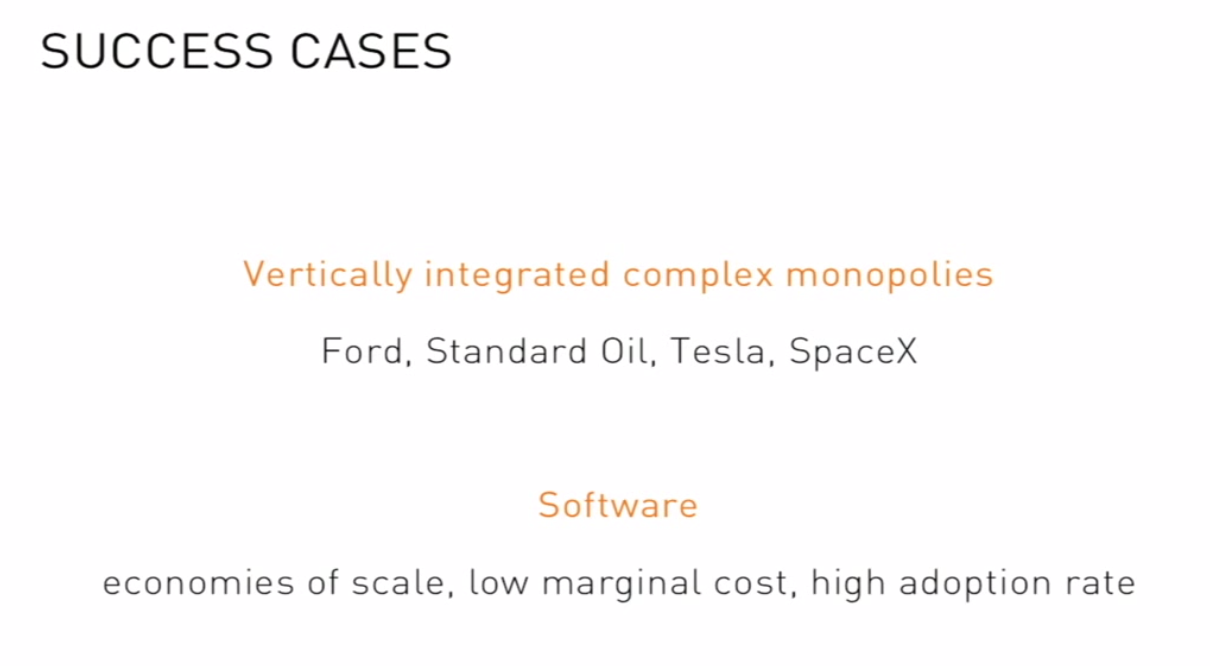 SUCCESS CASES
Vertically integrated complex monopolies
Ford, Standard Oil, Tesla, SpaceX
Software
economies of scale, low marginal cost, high adoption rate